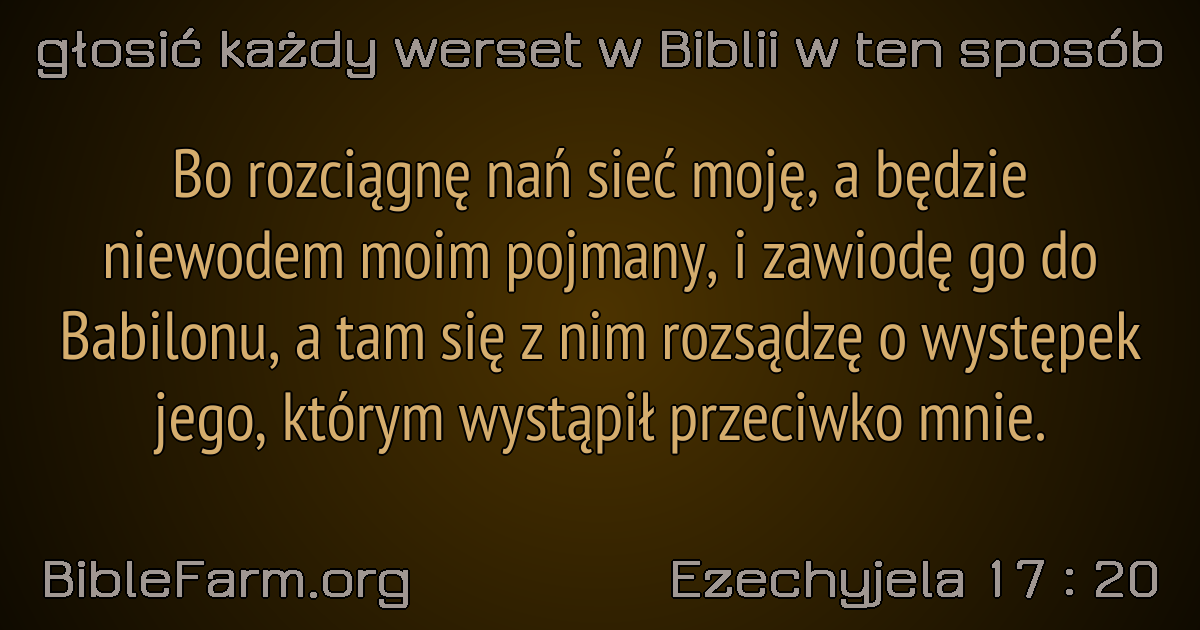 głosić każdy werset w Biblii w ten sposób
Bo rozciągnę nań sieć moję, a będzie
niewodem moim pojmany, i zawiodę go do
Babilonu, a tam się z nim rozsądzę o występek
jego, którym wystąpił przeciwko mnie.
BibleFarm.org
Ezechyjela 17 : 20